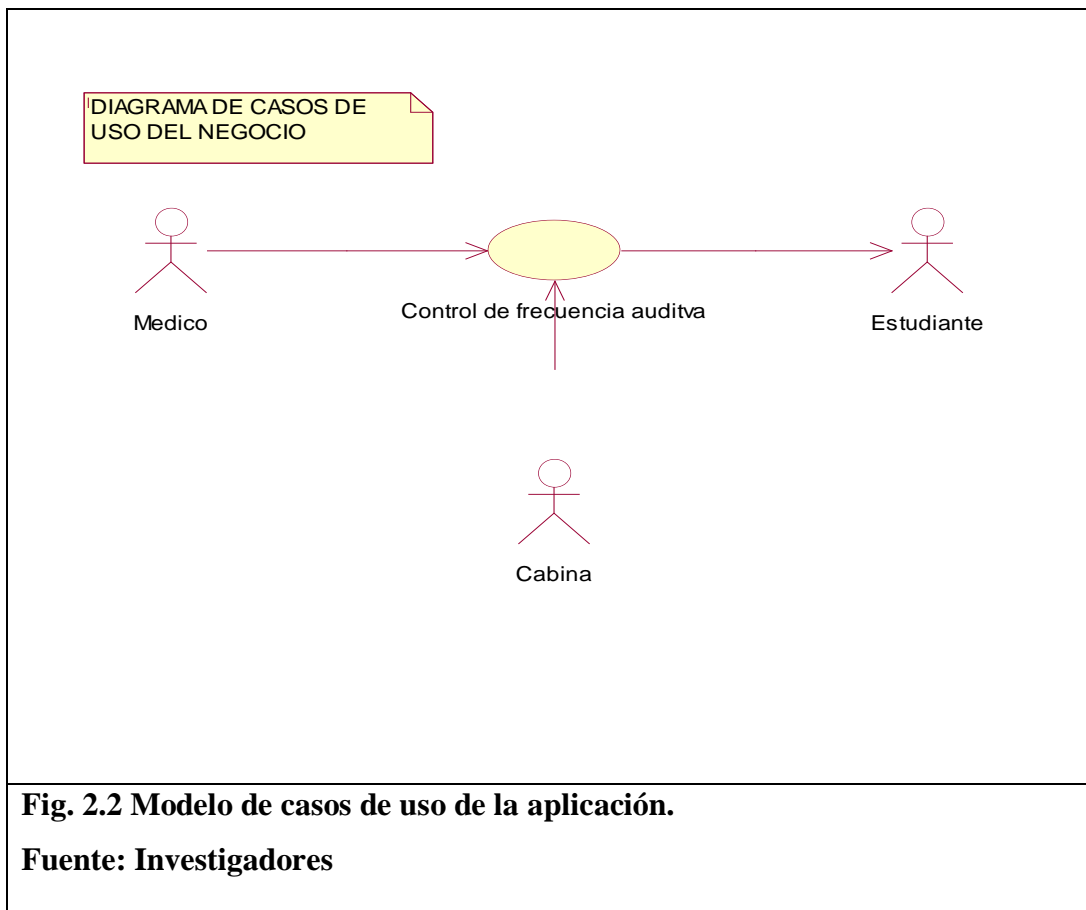 DIAGRAMA DE CASOS DE
USO DEL NEGOCIO
Medico
Control de frecuencia auditva
Estudiante
Cabina
Fig. 2.2 Modelo de casos de uso de la aplicación.
Fuente: Investigadores